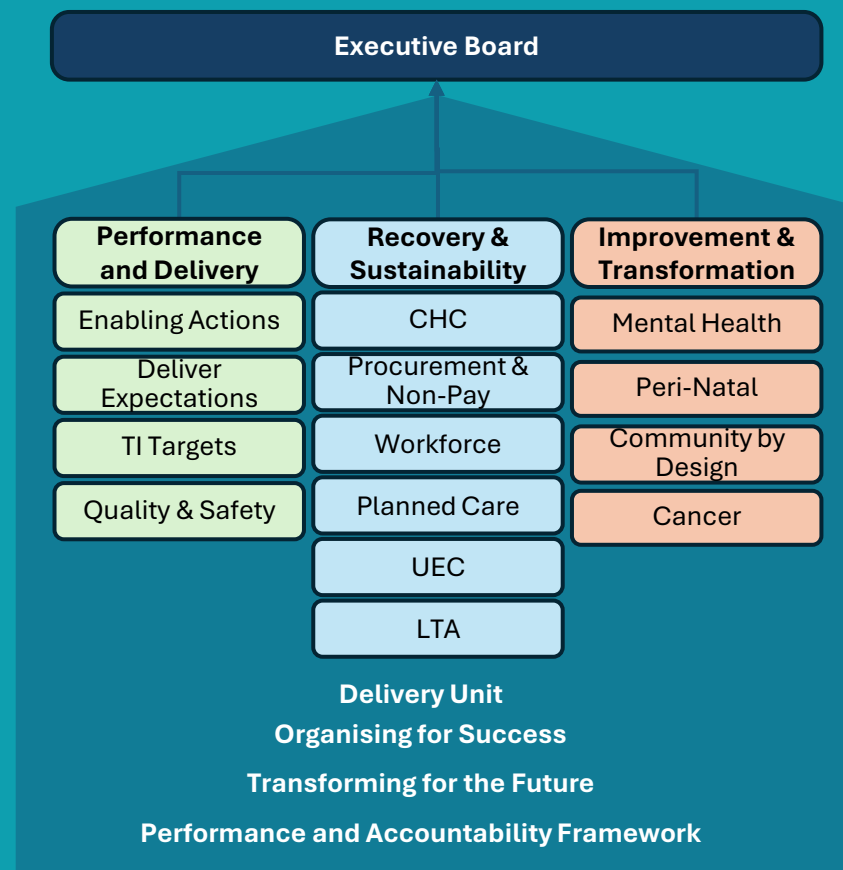 Executive Board
Performance
and Delivery
Enabling Actions
Deliver
Expectations
TI Targets
Quality & Safety
Recovery &
Sustainability
CHC
Procurement &
Non-Pay
Workforce
Planned Care
UEC
LTA
Improvement &
Transformation
Mental Health
Peri-Natal
Community by
Design
Cancer
Delivery Unit
Organising for Success
Transforming for the Future
Performance and Accountability Framework